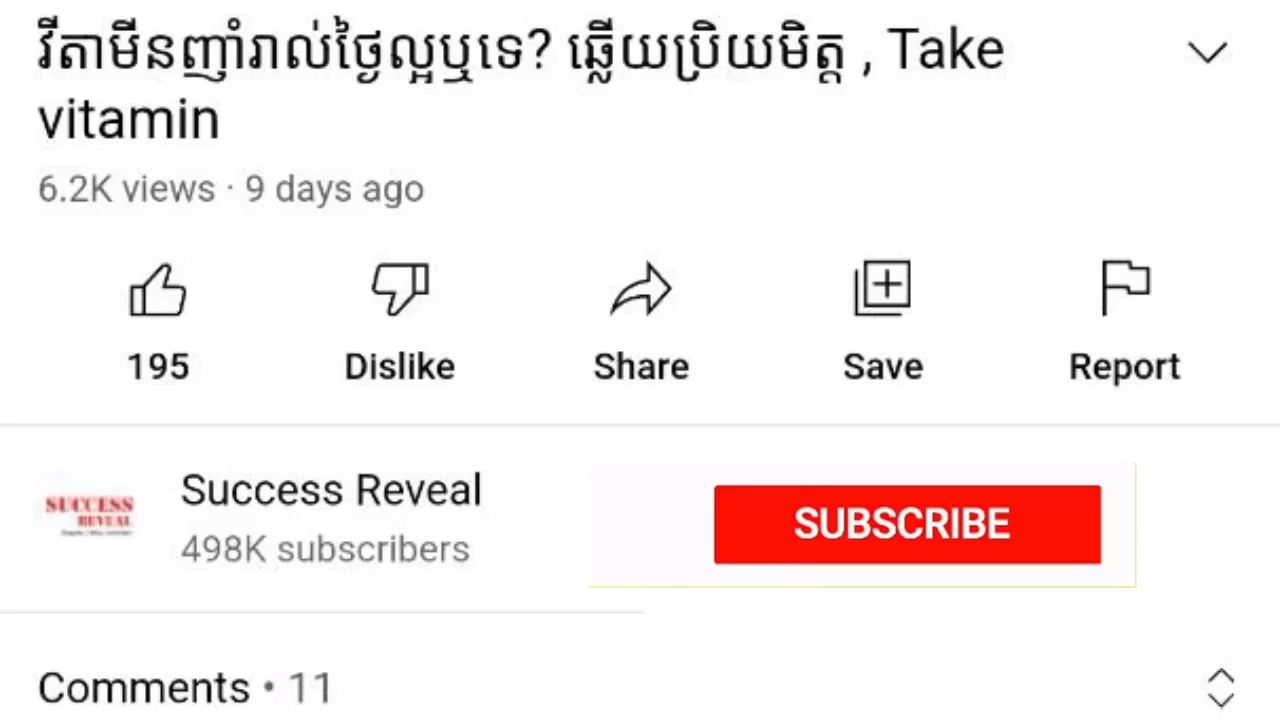 វីតាមីនញ៉ាំរាល់ថ្ងៃល្អឬទេ? ឆ្លើយប្រិយមិត្ត , Take
vitamin
6.2K views · 9 days ago
195 Dislike Share Save Report
SUCCESS
REVEAL
Success Reveal
498K subscribers
SUBSCRIBE
Comments • 11